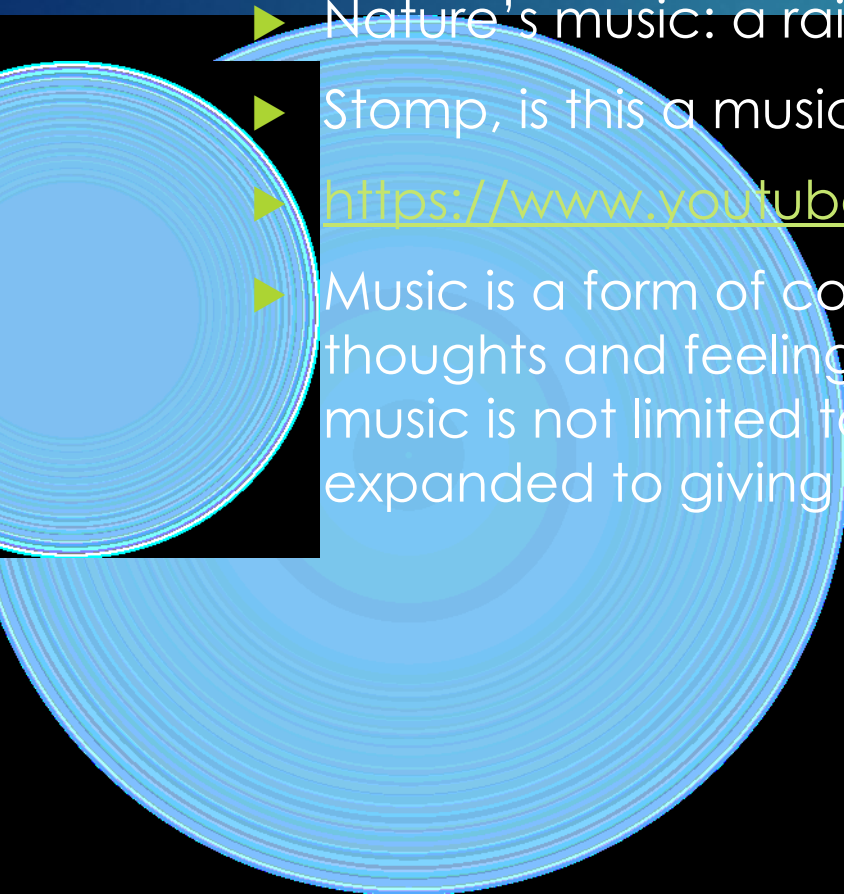 Nature's music: a rai
Stomp, is this a music
https://www.youtub
Music is a form of co
thoughts and feeling
music is not limited to
expanded to giving